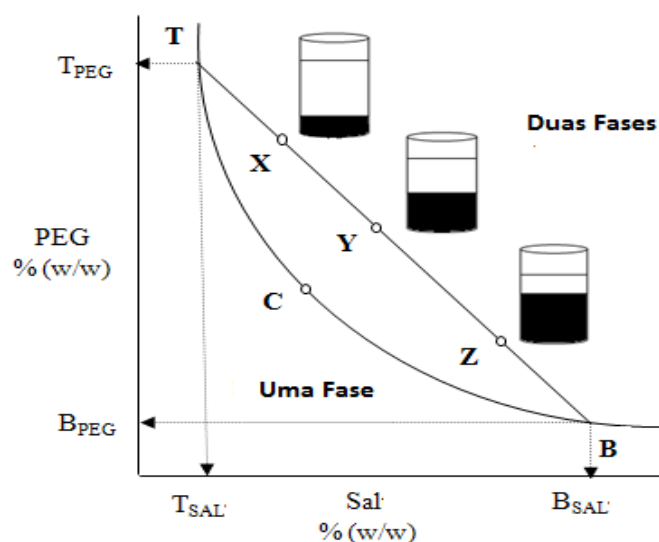 T
T_PEG
Duas Fases
X
Y
PEG
% (w/w)
C
Z
Uma Fase
B_PEG
B
T_SAL
Sal
B_SAL
% (w/w)